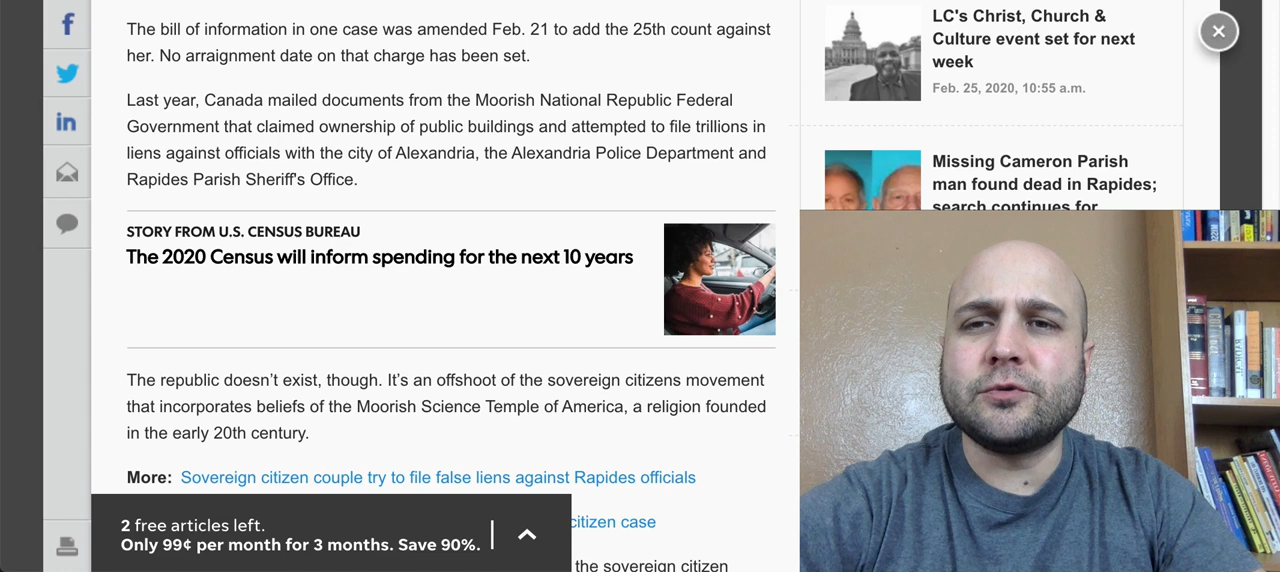 The bill of information in one case was amended Feb. 21 to add the 25th count against
her. No arraignment date on that charge has been set.
Last year, Canada mailed documents from the Moorish National Republic Federal
Government that claimed ownership of public buildings and attempted to file trillions in
liens against officials with the city of Alexandria, the Alexandria Police Department and
Rapides Parish Sheriff's Office.
STORY FROM U.S. CENSUS BUREAU
The 2020 Census will inform spending for the next 10 years
The republic doesn’t exist, though. It’s an offshoot of the sovereign citizens movement
that incorporates beliefs of the Moorish Science Temple of America, a religion founded
in the early 20th century.
More: Sovereign citizen couple try to file false liens against Rapides officials
citizen case
the sovereign citizen
2 free articles left.
Only 99¢ per month for 3 months. Save 90%.
LC's Christ, Church &
Culture event set for next
week
Feb. 25, 2020, 10:55 a.m.
Missing Cameron Parish
man found dead in Rapides;
search continues for